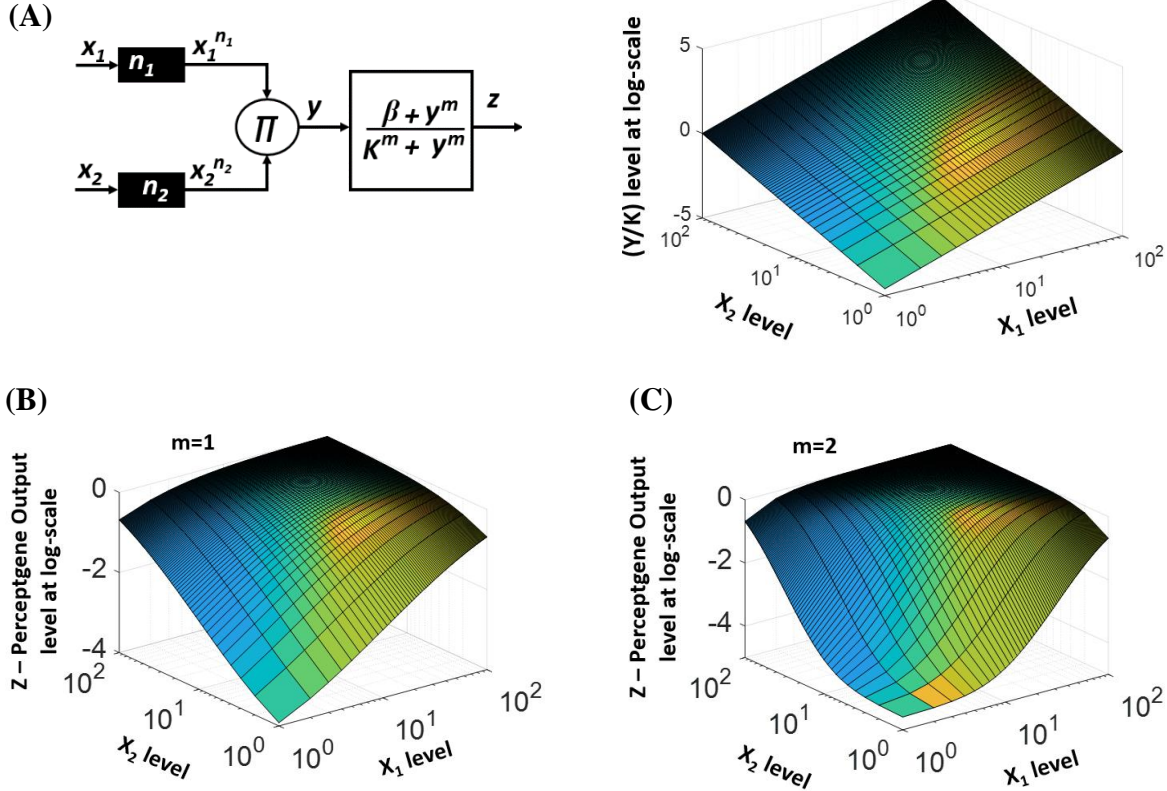 (A)
x1 n1 x1^n1
x2 n2 x2^n2
Π y
β + y^m
K^m + y^m
z
(Y/K) level at log-scale
5
0
-5
10^2
10^1
10^0
X2 level
10^0
10^1
10^2
X1 level
(B)
m=1
Z – Perceptgene Output
level at log-scale
0
-2
-4
10^2
10^1
10^0
X2 level
10^0
10^1
10^2
X1 level
(C)
m=2
Z – Perceptgene Output
level at log-scale
0
-2
-4
10^2
10^1
10^0
X2 level
10^0
10^1
10^2
X1 level